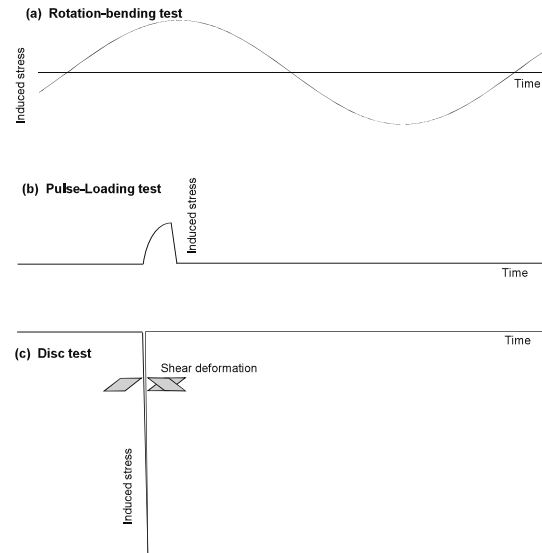 (a) Rotation-bending test
Induced stress
Time
(b) Pulse-Loading test
Induced stress
Time
Time
(c) Disc test
Shear deformation
Induced stress